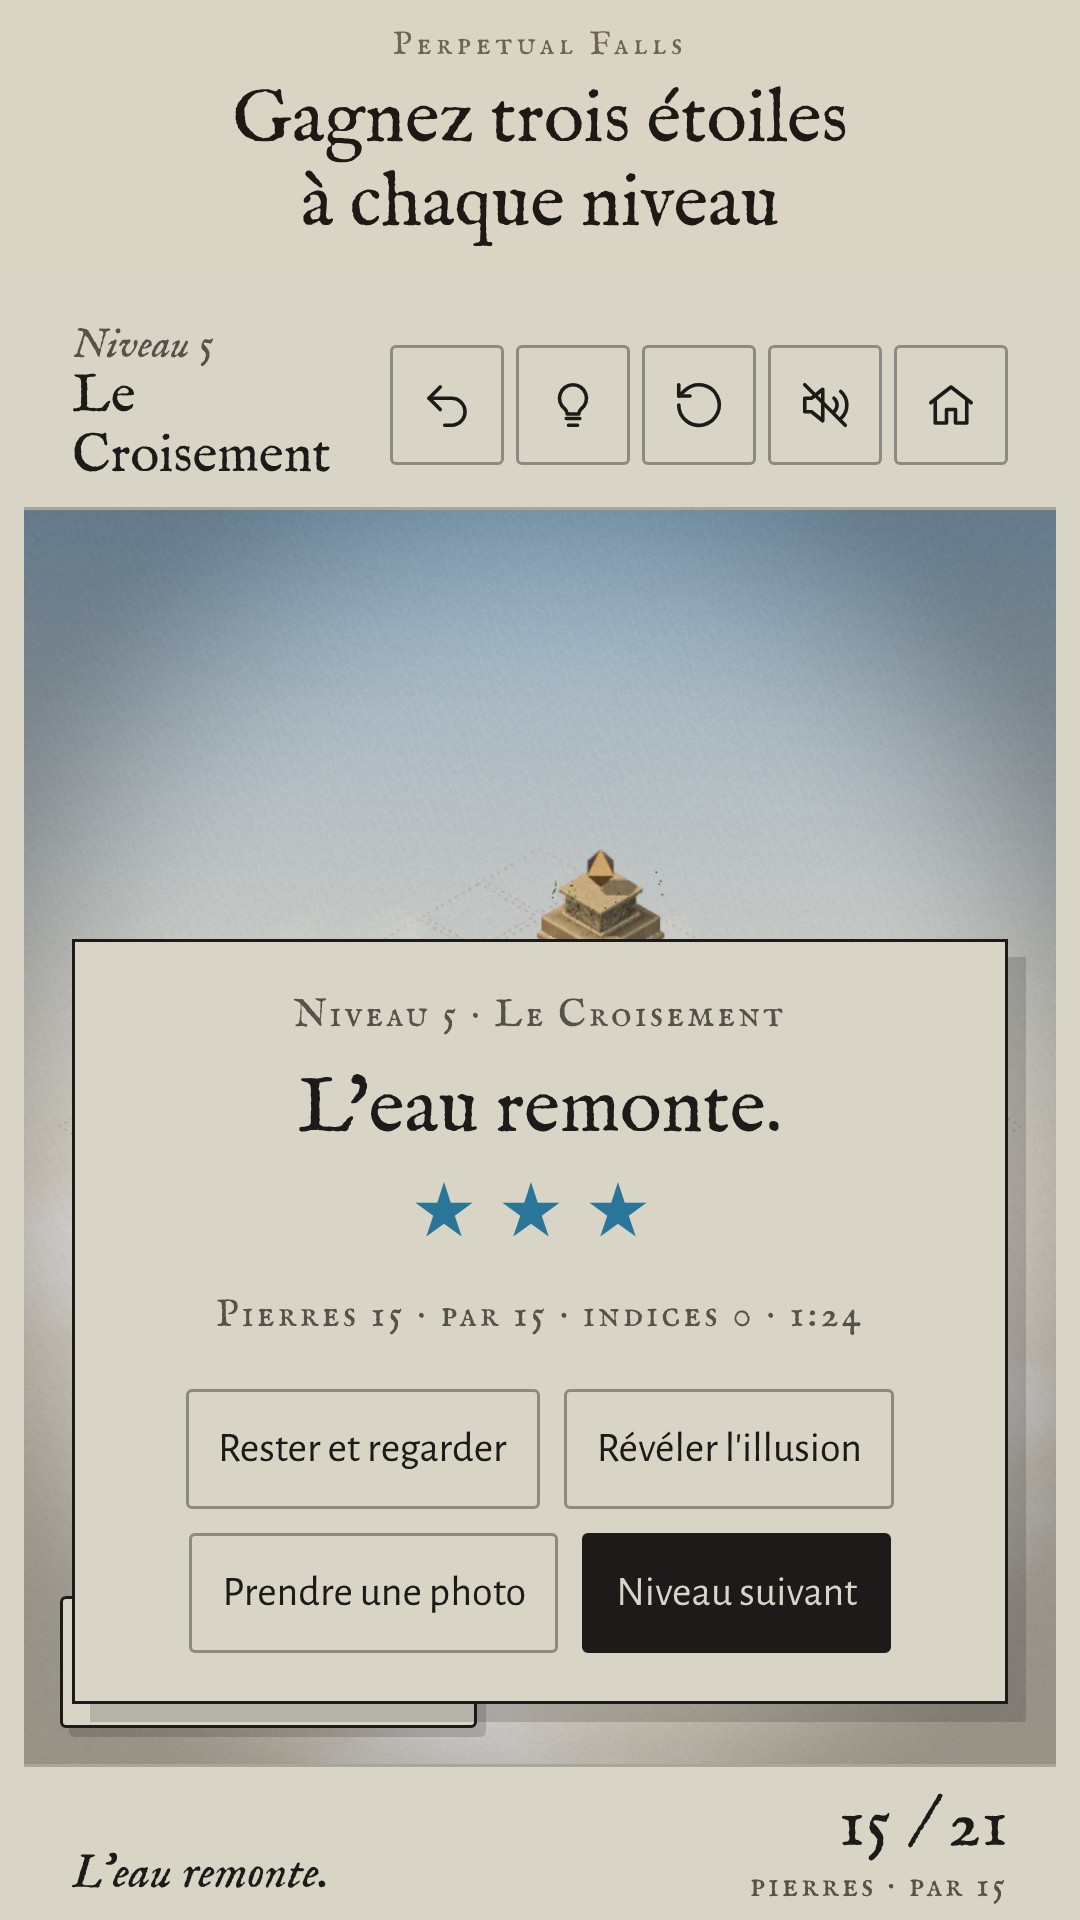 Perpetual Falls
Gagnez trois étoiles
à chaque niveau
Niveau 5
Le
Croisement
Niveau 5 · Le Croisement
L’eau remonte.
Pierres 15 · par 15 · indices 0 · 1:24
Rester et regarder
Révéler l'illusion
Prendre une photo
Niveau suivant
L’eau remonte.
15 / 21
pierres · par 15